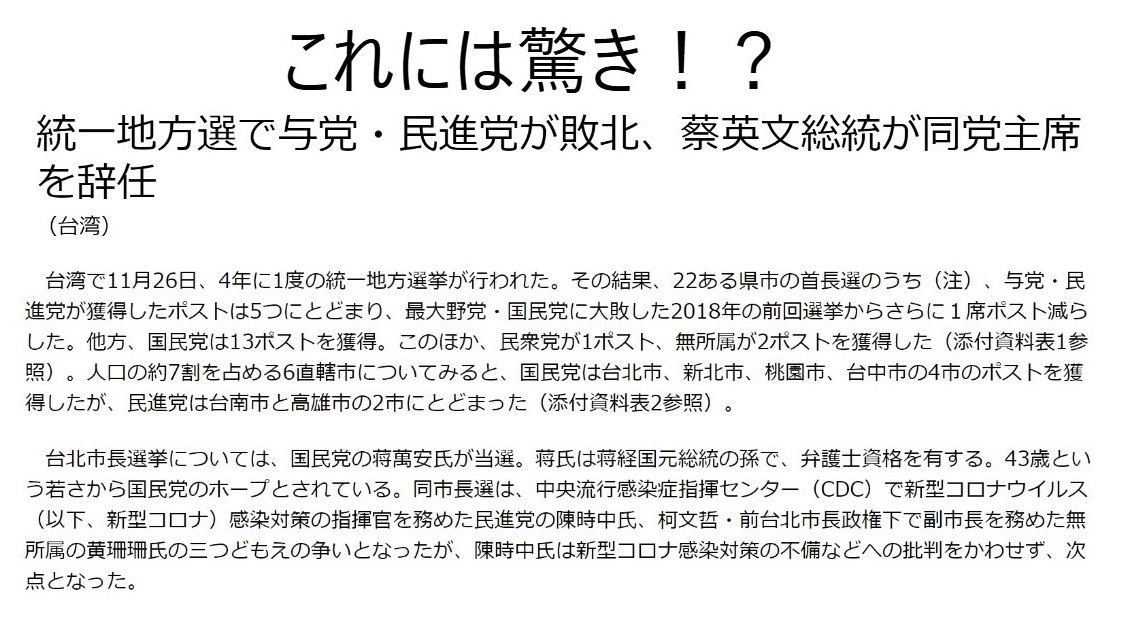 これには驚き！？
統一地方選で与党・民進党が敗北、蔡英文総統が同党主席
を辞任
（台湾）
台湾で11月26日、4年に1度の統一地方選挙が行われた。その結果、22ある県市の首長選のうち（注）、与党・民
進党が獲得したポストは5つにとどまり、最大野党・国民党に大敗した2018年の前回選挙からさらに１席ポスト減ら
した。他方、国民党は13ポストを獲得。このほか、民衆党が1ポスト、無所属が2ポストを獲得した（添付資料表1参
照）。人口の約7割を占める6直轄市についてみると、国民党は台北市、新北市、桃園市、台中市の4市のポストを獲
得したが、民進党は台南市と高雄市の2市にとどまった（添付資料表2参照）。
台北市長選挙については、国民党の蒋萬安氏が当選。蒋氏は蒋経国元総統の孫で、弁護士資格を有する。43歳とい
う若さから国民党のホープとされている。同市長選は、中央流行感染症指揮センター（CDC）で新型コロナウイルス
（以下、新型コロナ）感染対策の指揮官を務めた民進党の陳時中氏、柯文哲・前台北市長政権下で副市長を務めた無
所属の黄珊珊氏の三つどもえの争いとなったが、陳時中氏は新型コロナ感染対策の不備などへの批判をかわせず、次
点となった。